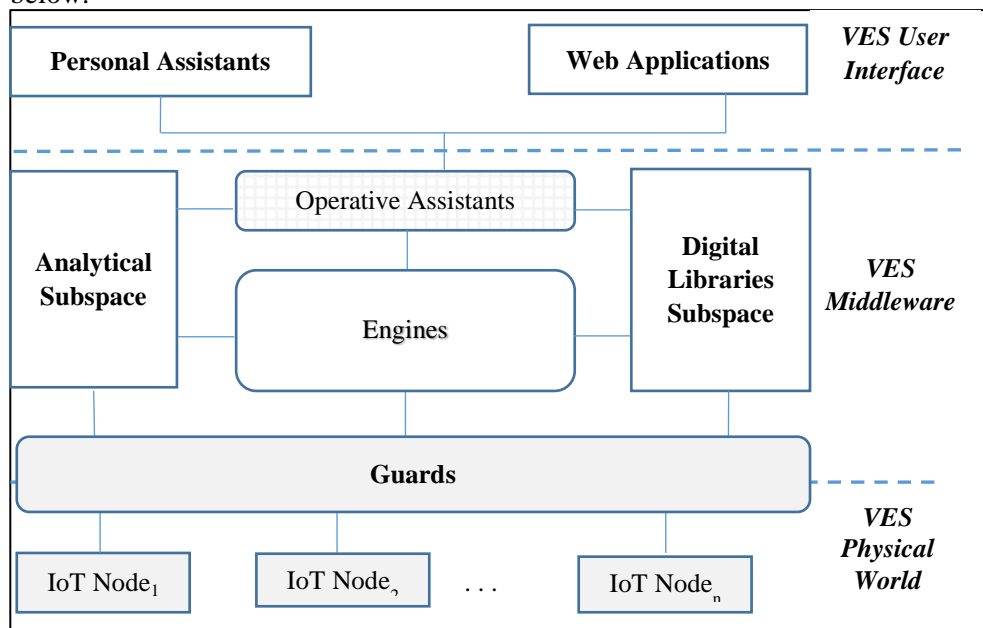 below.
Personal Assistants
Web Applications
VES User
Interface
Operative Assistants
Analytical
Subspace
Digital
Libraries
Subspace
VES
Middleware
Engines
Guards
VES
Physical
World
IoT Node1
IoT Node2
. . .
IoT Noden